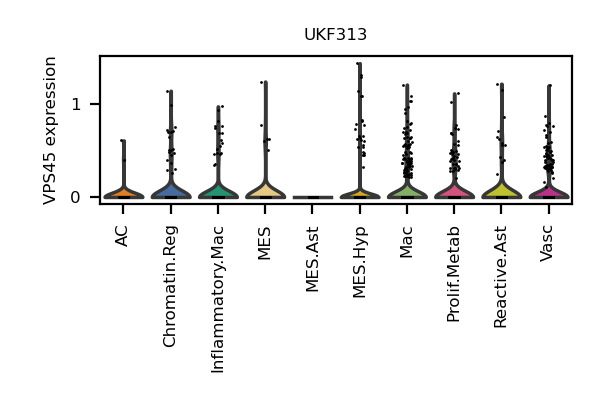 UKF313
VPS45 expression
1
0
AC
Chromatin.Reg
Inflammatory.Mac
MES
MES.Ast
MES.Hyp
Mac
Prolif.Metab
Reactive.Ast
Vasc